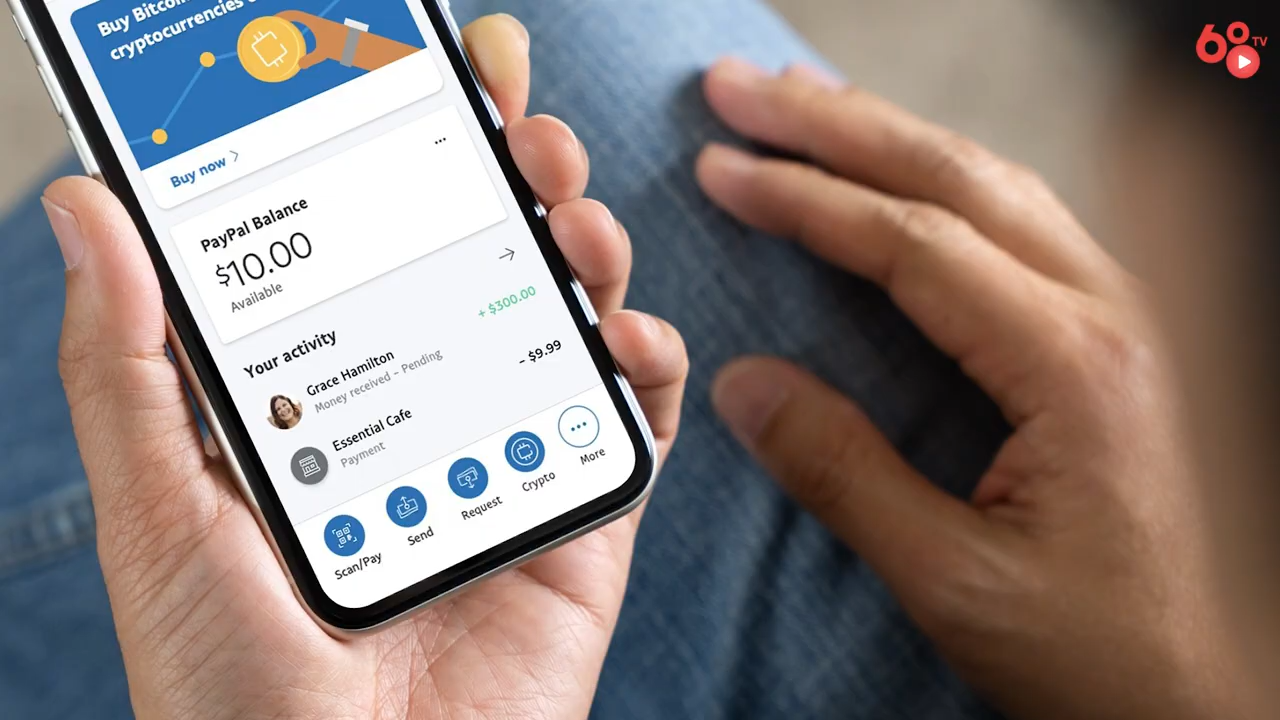 Buy Bitcoin
cryptocurrencies
Buy now
PayPal Balance
$10.00
Available
Your activity
Grace Hamilton
Money received – Pending
+ $300.00
Essential Cafe
Payment
– $9.99
Scan/Pay
Send
Request
Crypto
More
60 TV